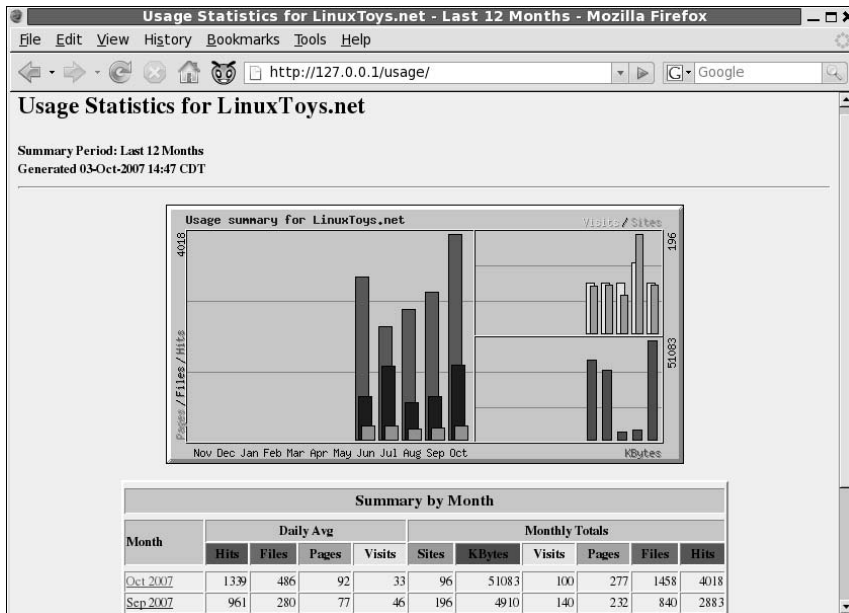 Usage Statistics for LinuxToys.net - Last 12 Months - Mozilla Firefox
File Edit View History Bookmarks Tools Help
http://127.0.0.1/usage/ G Google
Usage Statistics for LinuxToys.net
Summary Period: Last 12 Months
Generated 03-Oct-2007 14:47 CDT
Usage summary for LinuxToys.net Visits/Sites
4018
196
51083
Pages/Files/Hits
Nov Dec Jan Feb Mar Apr May Jun Jul Aug Sep Oct KBytes
Summary by Month
Month Daily Avg Monthly Totals
Hits Files Pages Visits Sites KBytes Visits Pages Files Hits
Oct 2007 1339 486 92 33 96 51083 100 277 1458 4018
Sep 2007 961 280 77 46 196 4910 140 232 840 2883